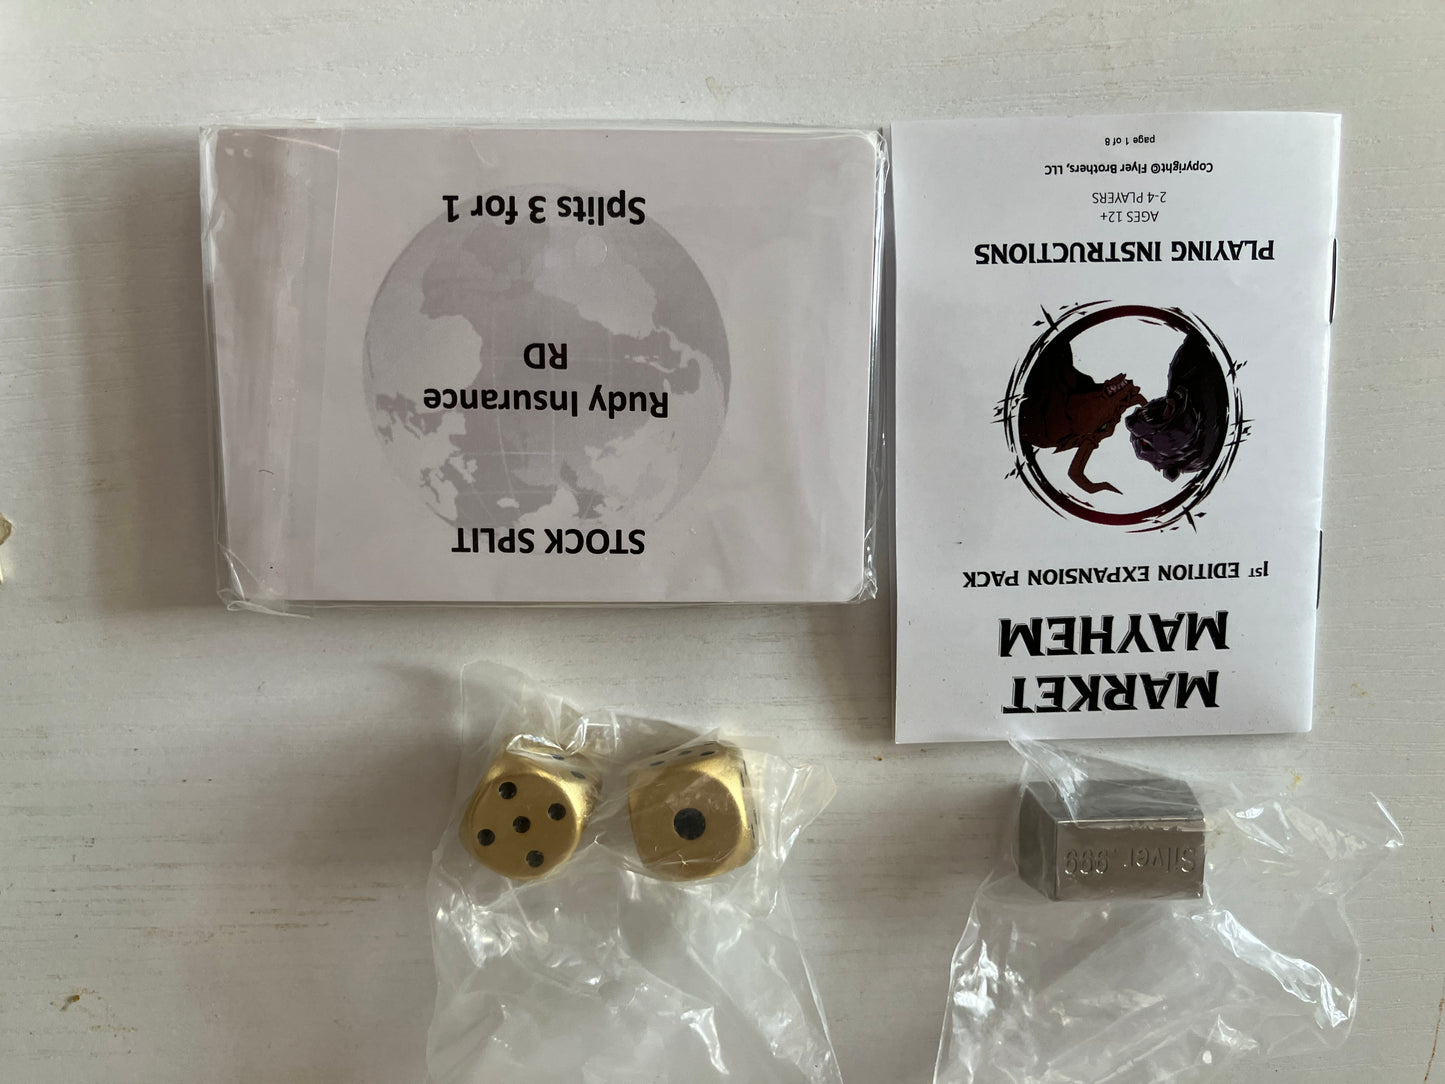 STOCK SPLIT
Rudy Insurance
RD
Splits 3 for 1
MARKET
MAYHEM
1ST EDITION EXPANSION PACK
PLAYING INSTRUCTIONS
AGES 12+
2-4 PLAYERS
Copyright© Flyer Brothers, LLC
page 1 of 8
Silver .999